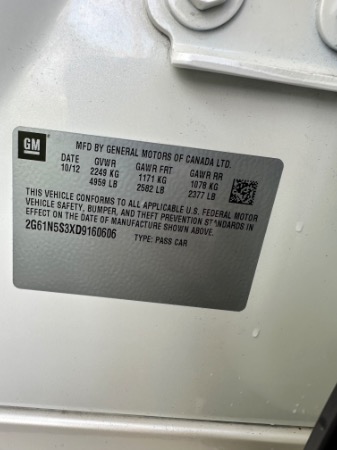 GM
MFD BY GENERAL MOTORS OF CANADA LTD.
DATE GVWR GAWR FRT GAWR RR
10/12 2249 KG 1171 KG 1078 KG
4959 LB 2582 LB 2377 LB
THIS VEHICLE CONFORMS TO ALL APPLICABLE U.S. FEDERAL MOTOR
VEHICLE SAFETY, BUMPER, AND THEFT PREVENTION STANDARDS IN
EFFECT ON THE DATE OF MANUFACTURE SHOWN ABOVE.
2G61N5S3XD9160606 TYPE: PASS CAR